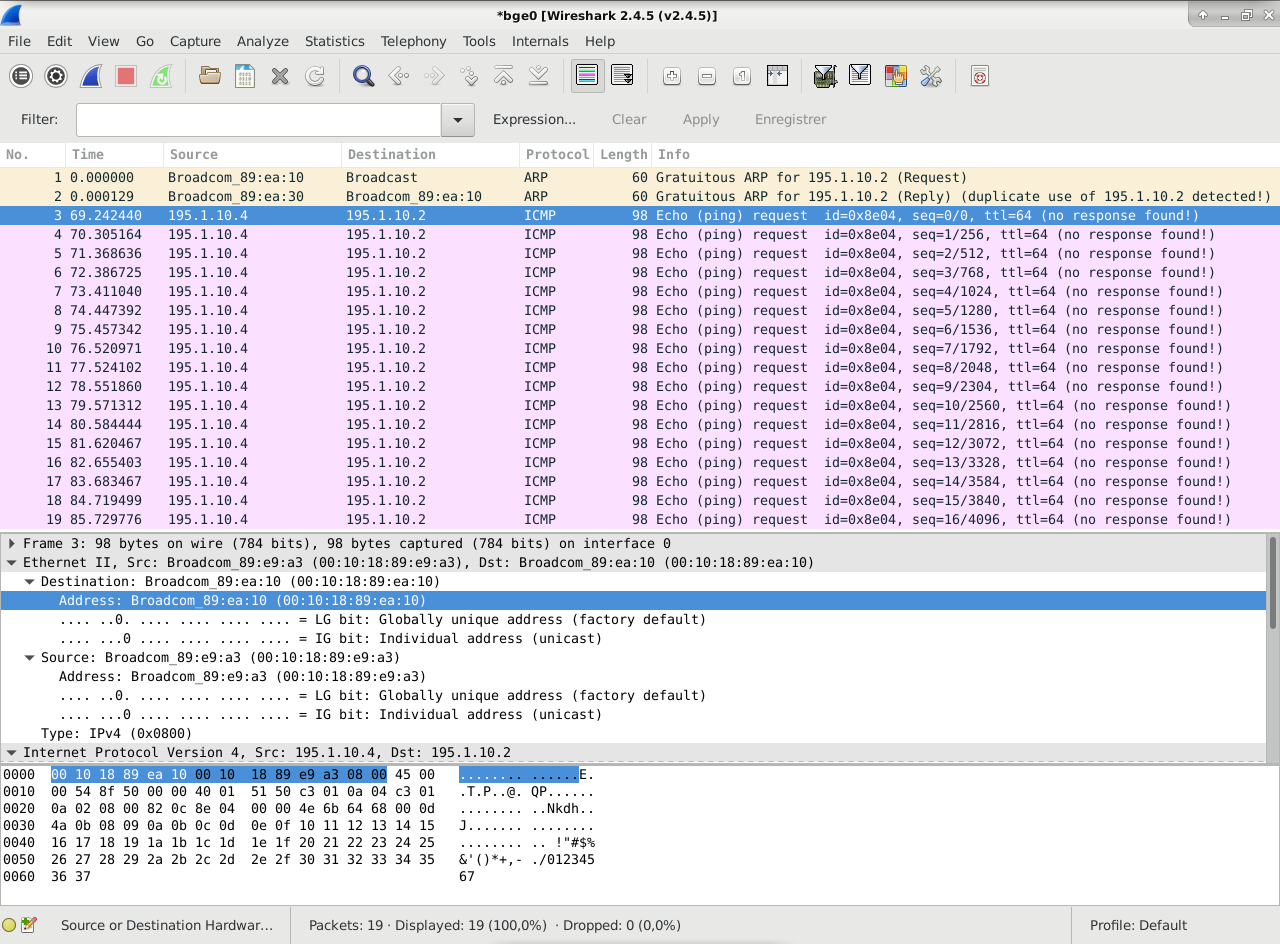 *bge0 [Wireshark 2.4.5 (v2.4.5)]
File Edit View Go Capture Analyze Statistics Telephony Tools Internals Help
Filter: Expression... Clear Apply Enregistrer
No. Time Source Destination Protocol Length Info
1 0.000000 Broadcom_89:ea:10 Broadcast ARP 60 Gratuitous ARP for 195.1.10.2 (Request)
2 0.000129 Broadcom_89:ea:30 Broadcom_89:ea:10 ARP 60 Gratuitous ARP for 195.1.10.2 (Reply) (duplicate use of 195.1.10.2 detected!)
3 69.242440 195.1.10.4 195.1.10.2 ICMP 98 Echo (ping) request id=0x8e04, seq=0/0, ttl=64 (no response found!)
4 70.305164 195.1.10.4 195.1.10.2 ICMP 98 Echo (ping) request id=0x8e04, seq=1/256, ttl=64 (no response found!)
5 71.368636 195.1.10.4 195.1.10.2 ICMP 98 Echo (ping) request id=0x8e04, seq=2/512, ttl=64 (no response found!)
6 72.386725 195.1.10.4 195.1.10.2 ICMP 98 Echo (ping) request id=0x8e04, seq=3/768, ttl=64 (no response found!)
7 73.411040 195.1.10.4 195.1.10.2 ICMP 98 Echo (ping) request id=0x8e04, seq=4/1024, ttl=64 (no response found!)
8 74.447392 195.1.10.4 195.1.10.2 ICMP 98 Echo (ping) request id=0x8e04, seq=5/1280, ttl=64 (no response found!)
9 75.457342 195.1.10.4 195.1.10.2 ICMP 98 Echo (ping) request id=0x8e04, seq=6/1536, ttl=64 (no response found!)
10 76.520971 195.1.10.4 195.1.10.2 ICMP 98 Echo (ping) request id=0x8e04, seq=7/1792, ttl=64 (no response found!)
11 77.524102 195.1.10.4 195.1.10.2 ICMP 98 Echo (ping) request id=0x8e04, seq=8/2048, ttl=64 (no response found!)
12 78.551860 195.1.10.4 195.1.10.2 ICMP 98 Echo (ping) request id=0x8e04, seq=9/2304, ttl=64 (no response found!)
13 79.571312 195.1.10.4 195.1.10.2 ICMP 98 Echo (ping) request id=0x8e04, seq=10/2560, ttl=64 (no response found!)
14 80.584444 195.1.10.4 195.1.10.2 ICMP 98 Echo (ping) request id=0x8e04, seq=11/2816, ttl=64 (no response found!)
15 81.620467 195.1.10.4 195.1.10.2 ICMP 98 Echo (ping) request id=0x8e04, seq=12/3072, ttl=64 (no response found!)
16 82.655403 195.1.10.4 195.1.10.2 ICMP 98 Echo (ping) request id=0x8e04, seq=13/3328, ttl=64 (no response found!)
17 83.683467 195.1.10.4 195.1.10.2 ICMP 98 Echo (ping) request id=0x8e04, seq=14/3584, ttl=64 (no response found!)
18 84.719499 195.1.10.4 195.1.10.2 ICMP 98 Echo (ping) request id=0x8e04, seq=15/3840, ttl=64 (no response found!)
19 85.729776 195.1.10.4 195.1.10.2 ICMP 98 Echo (ping) request id=0x8e04, seq=16/4096, ttl=64 (no response found!)
Frame 3: 98 bytes on wire (784 bits), 98 bytes captured (784 bits) on interface 0
Ethernet II, Src: Broadcom_89:e9:a3 (00:10:18:89:e9:a3), Dst: Broadcom_89:ea:10 (00:10:18:89:ea:10)
Destination: Broadcom_89:ea:10 (00:10:18:89:ea:10)
Address: Broadcom_89:ea:10 (00:10:18:89:ea:10)
.... ..0. .... .... .... .... = LG bit: Globally unique address (factory default)
.... ...0 .... .... .... .... = IG bit: Individual address (unicast)
Source: Broadcom_89:e9:a3 (00:10:18:89:e9:a3)
Address: Broadcom_89:e9:a3 (00:10:18:89:e9:a3)
.... ..0. .... .... .... .... = LG bit: Globally unique address (factory default)
.... ...0 .... .... .... .... = IG bit: Individual address (unicast)
Type: IPv4 (0x0800)
Internet Protocol Version 4, Src: 195.1.10.4, Dst: 195.1.10.2
0000 00 10 18 89 ea 10 00 10 18 89 e9 a3 08 00 45 00 ........ ......E.
0010 00 54 8f 50 00 00 40 01 51 50 c3 01 0a 04 c3 01 .T.P..@. QP......
0020 0a 02 08 00 82 0c 8e 04 00 00 4e 6b 64 68 00 0d ........ ..Nkdh..
0030 4a 0b 08 09 0a 0b 0c 0d 0e 0f 10 11 12 13 14 15 J....... ........
0040 16 17 18 19 1a 1b 1c 1d 1e 1f 20 21 22 23 24 25 ........ .. !"#$%
0050 26 27 28 29 2a 2b 2c 2d 2e 2f 30 31 32 33 34 35 &'()*+,- ./012345
0060 36 37 67
Source or Destination Hardwar... Packets: 19 · Displayed: 19 (100,0%) · Dropped: 0 (0,0%) Profile: Default